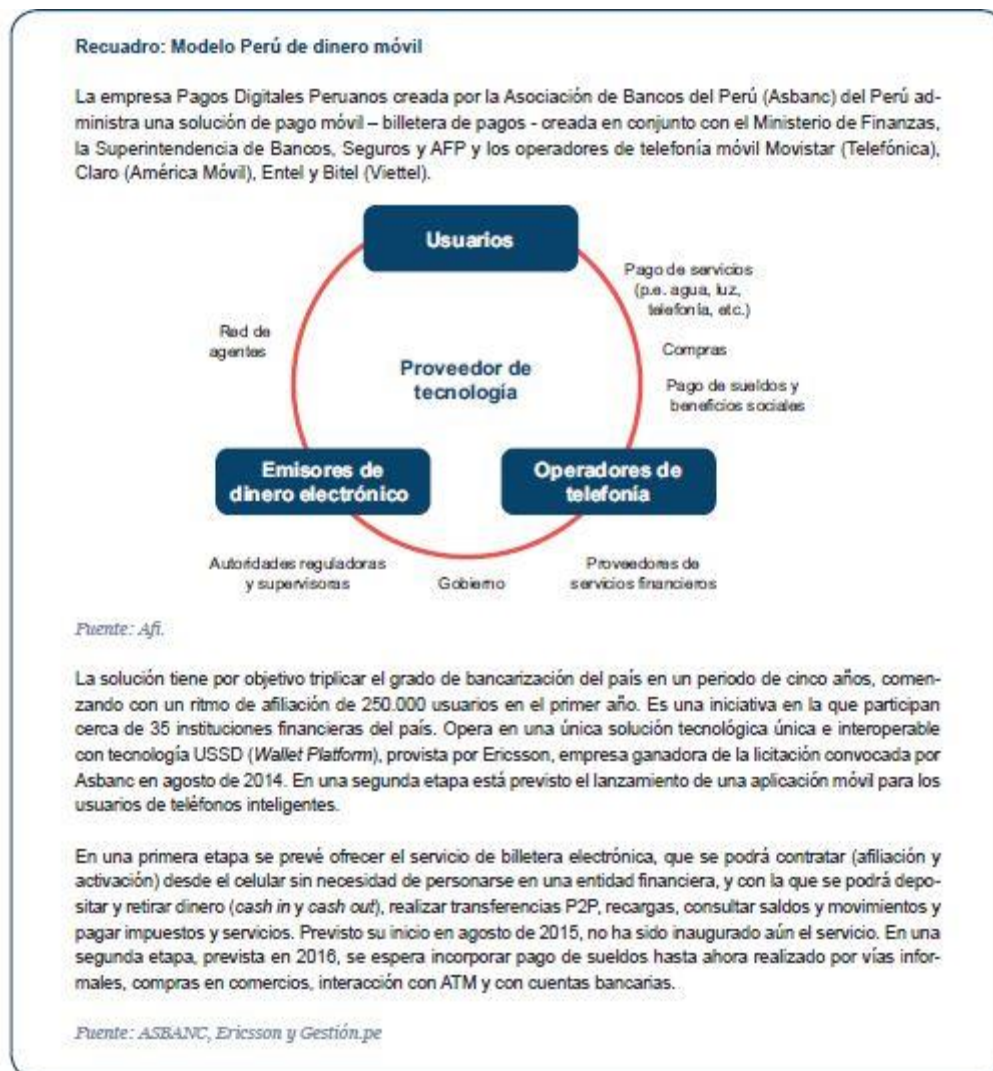 Recuadro: Modelo Perú de dinero móvil
La empresa Pagos Digitales Peruanos creada por la Asociación de Bancos del Perú (Asbanc) del Perú ad-
ministra una solución de pago móvil – billetera de pagos - creada en conjunto con el Ministerio de Finanzas,
la Superintendencia de Bancos, Seguros y AFP y los operadores de telefonía móvil Movistar (Telefónica),
Claro (América Móvil), Entel y Bitel (Viettel).
Usuarios
Pago de servicios
(p.e. agua, luz,
telefonía, etc.)
Red de
agentes
Compras
Proveedor de
tecnología
Pago de sueldos y
beneficios sociales
Emisores de
dinero electrónico
Operadores de
telefonía
Autoridades reguladoras
y supervisoras
Gobierno
Proveedores de
servicios financieros
Fuente: Afi.
La solución tiene por objetivo triplicar el grado de bancarización del país en un periodo de cinco años, comen-
zando con un ritmo de afiliación de 250.000 usuarios en el primer año. Es una iniciativa en la que participan
cerca de 35 instituciones financieras del país. Opera en una única solución tecnológica única e interoperable
con tecnología USSD (Wallet Platform), provista por Ericsson, empresa ganadora de la licitación convocada por
Asbanc en agosto de 2014. En una segunda etapa está previsto el lanzamiento de una aplicación móvil para los
usuarios de teléfonos inteligentes.
En una primera etapa se prevé ofrecer el servicio de billetera electrónica, que se podrá contratar (afiliación y
activación) desde el celular sin necesidad de personarse en una entidad financiera, y con la que se podrá depo-
sitar y retirar dinero (cash in y cash out), realizar transferencias P2P, recargas, consultar saldos y movimientos y
pagar impuestos y servicios. Previsto su inicio en agosto de 2015, no ha sido inaugurado aún el servicio. En una
segunda etapa, prevista en 2016, se espera incorporar pago de sueldos hasta ahora realizado por vías infor-
males, compras en comercios, interacción con ATM y con cuentas bancarias.
Fuente: ASBANC, Ericsson y Gestión.pe